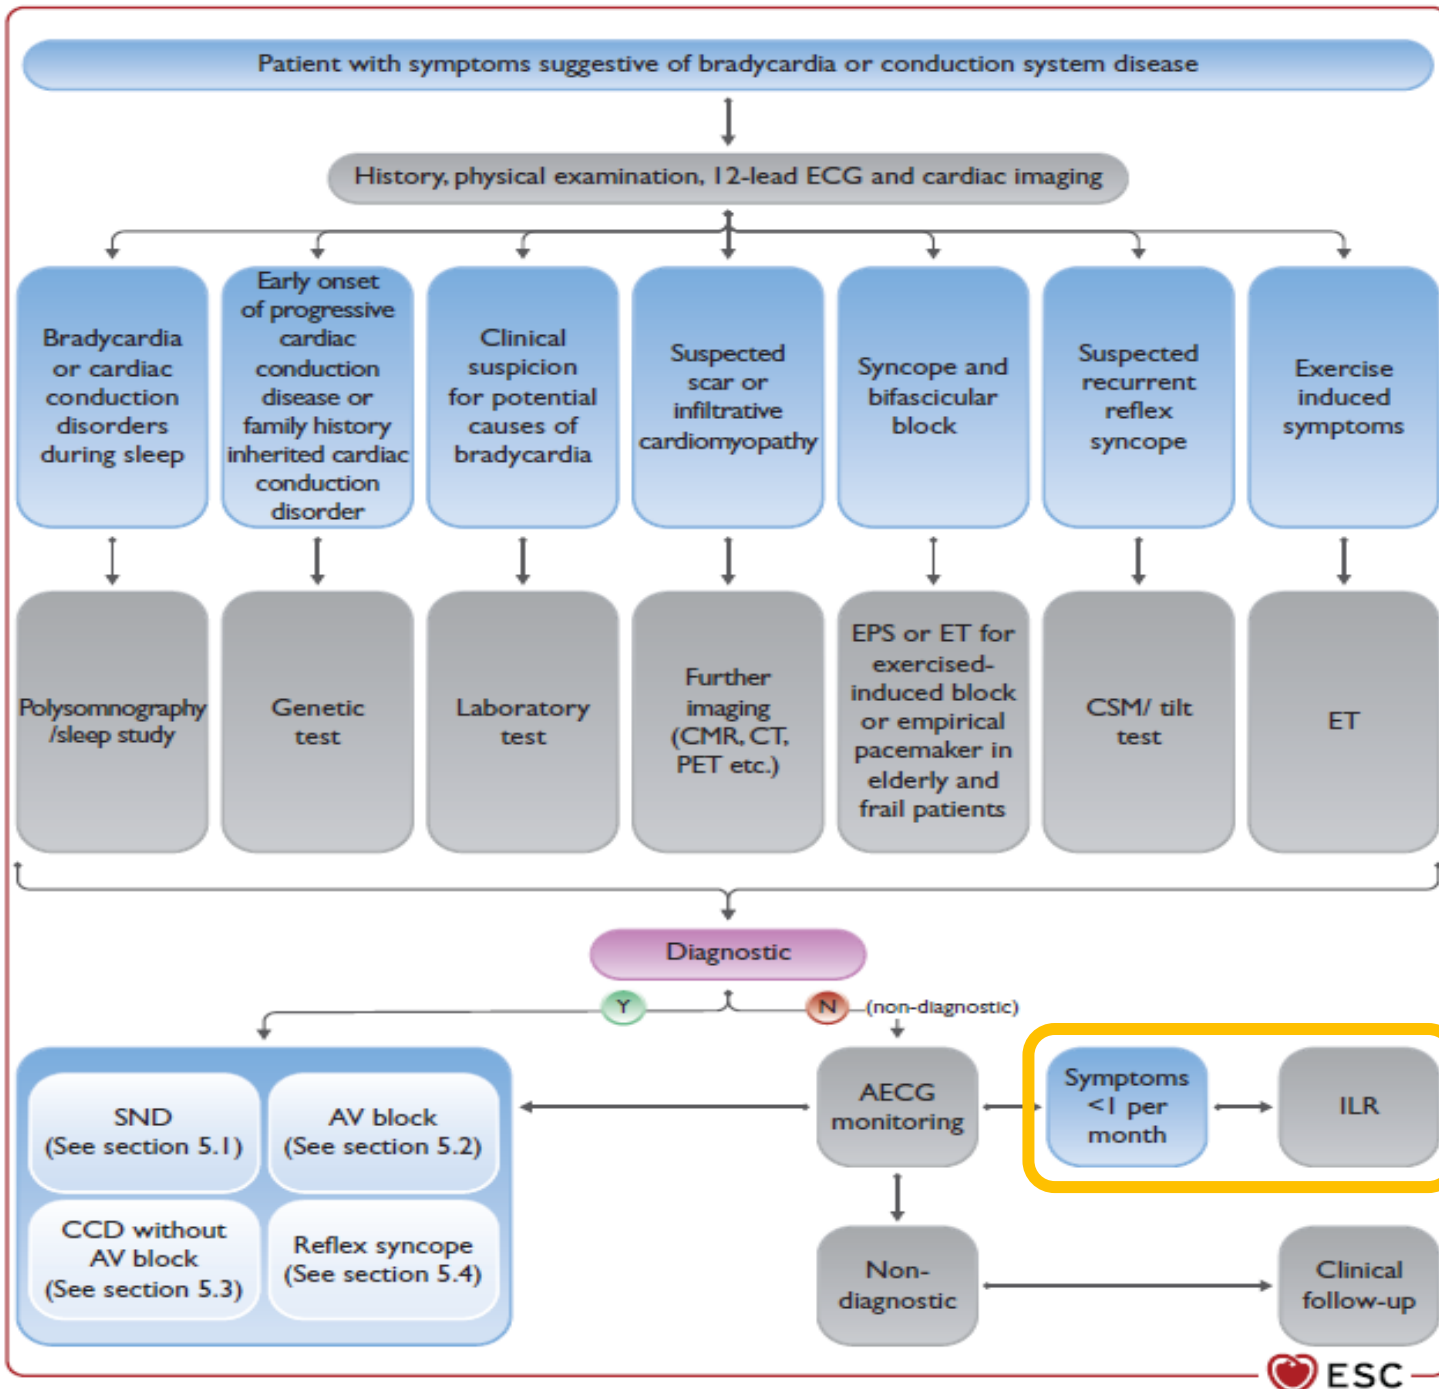 Patient with symptoms suggestive of bradycardia or conduction system disease
History, physical examination, 12-lead ECG and cardiac imaging
Bradycardia
or cardiac
conduction
disorders
during sleep
Early onset
of progressive
cardiac
conduction
disease or
family history
inherited cardiac
conduction
disorder
Clinical
suspicion
for potential
causes of
bradycardia
Suspected
scar or
infiltrative
cardiomyopathy
Syncope and
bifascicular
block
Suspected
recurrent
reflex
syncope
Exercise
induced
symptoms
Polysomnography
/sleep study
Genetic
test
Laboratory
test
Further
imaging
(CMR, CT,
PET etc.)
EPS or ET for
exercised-
induced block
or empirical
pacemaker in
elderly and
frail patients
CSM/ tilt
test
ET
Diagnostic
Y
N
(non-diagnostic)
SND
(See section 5.1)
AV block
(See section 5.2)
CCD without
AV block
(See section 5.3)
Reflex syncope
(See section 5.4)
AECG
monitoring
Symptoms
<1 per
month
ILR
Non-
diagnostic
Clinical
follow-up
ESC